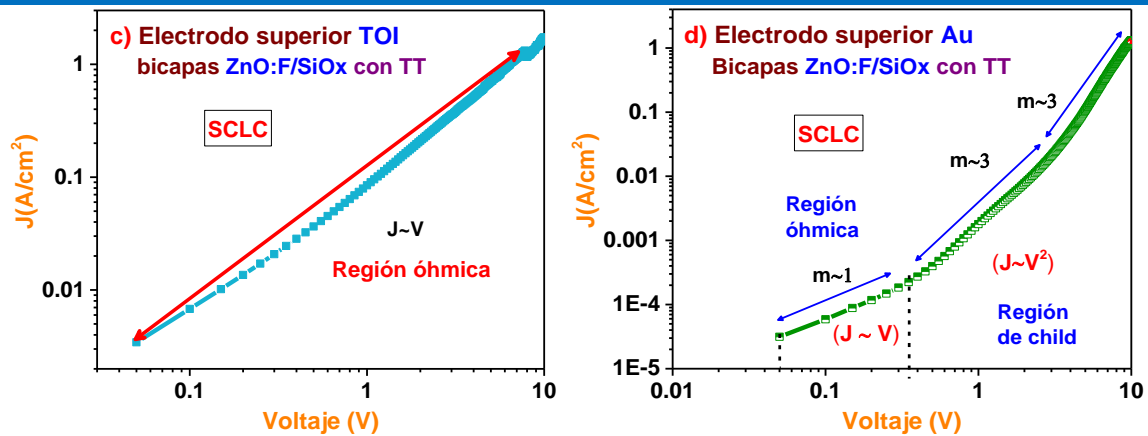 c) Electrodo superior TOI
bicapas ZnO:F/SiOx con TT
SCLC
J~V
Región óhmica
J(A/cm²)
1
0.1
0.01
0.1
1
10
Voltaje (V)
d) Electrodo superior Au
Bicapas ZnO:F/SiOx con TT
SCLC
m~3
m~3
Región
óhmica
m~1
(J ~ V)
(J~V²)
Región
de child
J(A/cm²)
1
0.1
0.01
0.001
1E-4
1E-5
0.01
0.1
1
10
Voltaje (V)